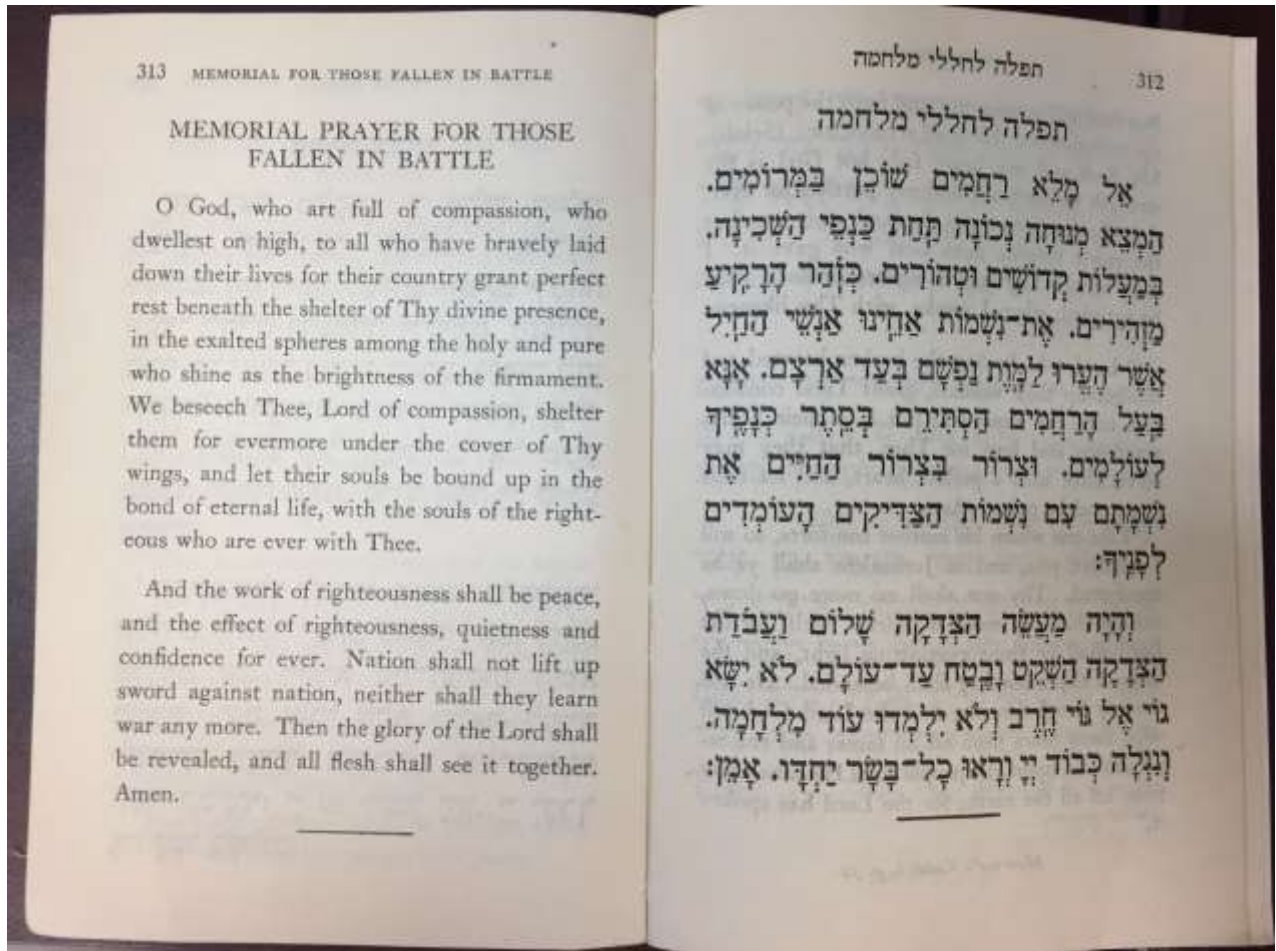 תפלה לחללי מלחמה 312
תפלה לחללי מלחמה
אֵל מָלֵא רַחֲמִים שׁוֹכֵן בַּמְּרוֹמִים.
הַמְצֵא מְנוּחָה נְכוֹנָה תַּחַת כַּנְפֵי הַשְּׁכִינָה.
בְּמַעֲלוֹת קְדוֹשִׁים וּטְהוֹרִים. כְּזֹהַר הָרָקִיעַ
מַזְהִירִים. אֶת־נִשְׁמוֹת אַחֵינוּ אַנְשֵׁי הַחַיִל
אֲשֶׁר הֶעֱרוּ לַמָּוֶת נַפְשָׁם בְּעַד אַרְצָם. אָנָּא
בַּעַל הָרַחֲמִים הַסְתִּירֵם בְּסֵתֶר כְּנָפֶיךָ
לְעוֹלָמִים. וּצְרוֹר בִּצְרוֹר הַחַיִּים אֶת
נִשְׁמָתָם עִם נִשְׁמוֹת הַצַּדִּיקִים הָעוֹמְדִים
לְפָנֶיךָ:
וְהָיָה מַעֲשֵׂה הַצְּדָקָה שָׁלוֹם וַעֲבֹדַת
הַצְּדָקָה הַשְׁקֵט וָבֶטַח עַד־עוֹלָם. לֹא יִשָּׂא
גוֹי אֶל גּוֹי חֶרֶב וְלֹא יִלְמְדוּ עוֹד מִלְחָמָה.
וְנִגְלָה כְּבוֹד יְיָ וְרָאוּ כָל־בָּשָׂר יַחְדָּו. אָמֵן:
313 MEMORIAL FOR THOSE FALLEN IN BATTLE
MEMORIAL PRAYER FOR THOSE
FALLEN IN BATTLE
O God, who art full of compassion, who
dwellest on high, to all who have bravely laid
down their lives for their country grant perfect
rest beneath the shelter of Thy divine presence,
in the exalted spheres among the holy and pure
who shine as the brightness of the firmament.
We beseech Thee, Lord of compassion, shelter
them for evermore under the cover of Thy
wings, and let their souls be bound up in the
bond of eternal life, with the souls of the right-
eous who are ever with Thee.
And the work of righteousness shall be peace,
and the effect of righteousness, quietness and
confidence for ever. Nation shall not lift up
sword against nation, neither shall they learn
war any more. Then the glory of the Lord shall
be revealed, and all flesh shall see it together.
Amen.